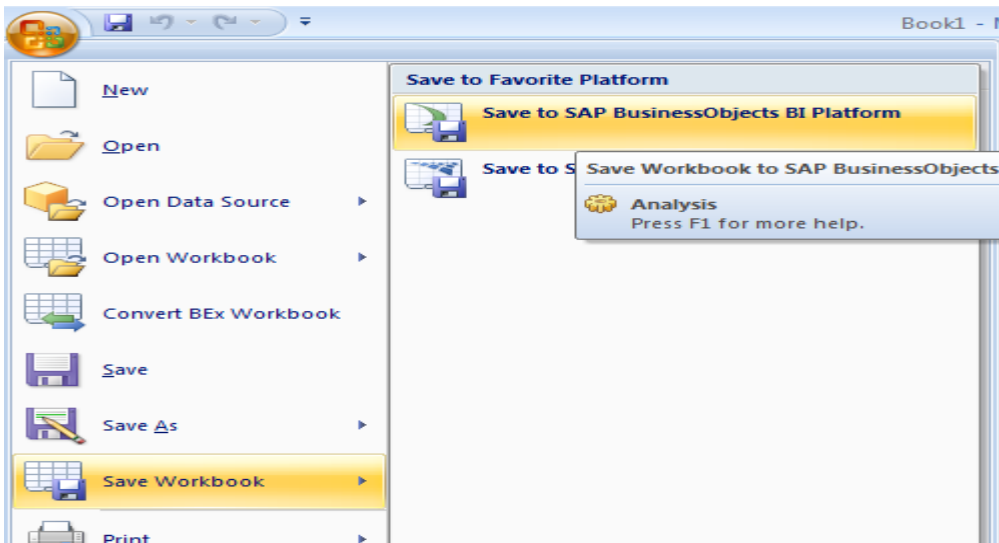 Book1 -
New
Open
Open Data Source
Open Workbook
Convert BEx Workbook
Save
Save As
Save Workbook
Print
Save to Favorite Platform
Save to SAP BusinessObjects BI Platform
Save to S
Save Workbook to SAP BusinessObjects
Analysis
Press F1 for more help.